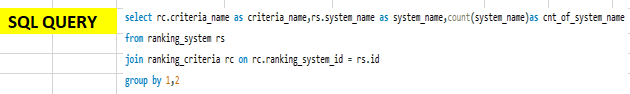 SQL QUERY
select rc.criteria_name as criteria_name,rs.system_name as system_name,count(system_name)as cnt_of_system_name
from ranking_system rs
join ranking_criteria rc on rc.ranking_system_id = rs.id
group by 1,2